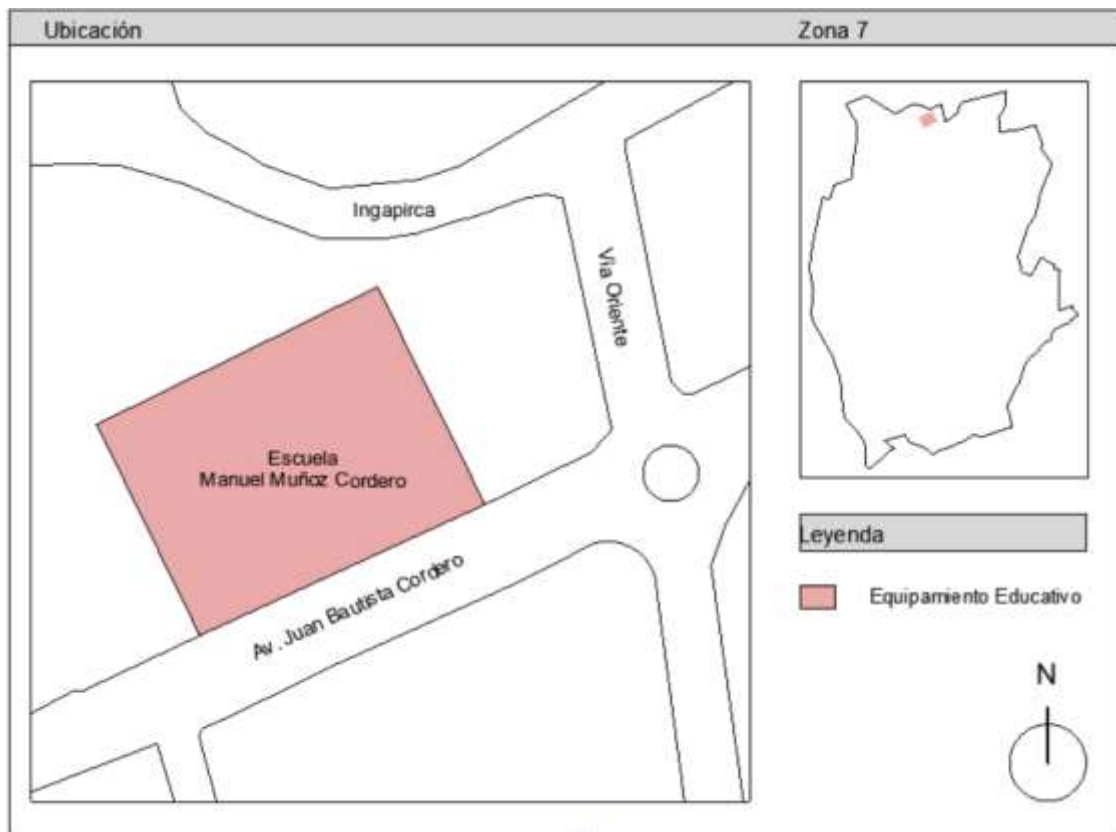 Ubicación
Zona 7
Ingapirca
Vía Oriente
Escuela
Manuel Muñoz Cordero
Av. Juan Bautista Cordero
Leyenda
Equipamiento Educativo
N